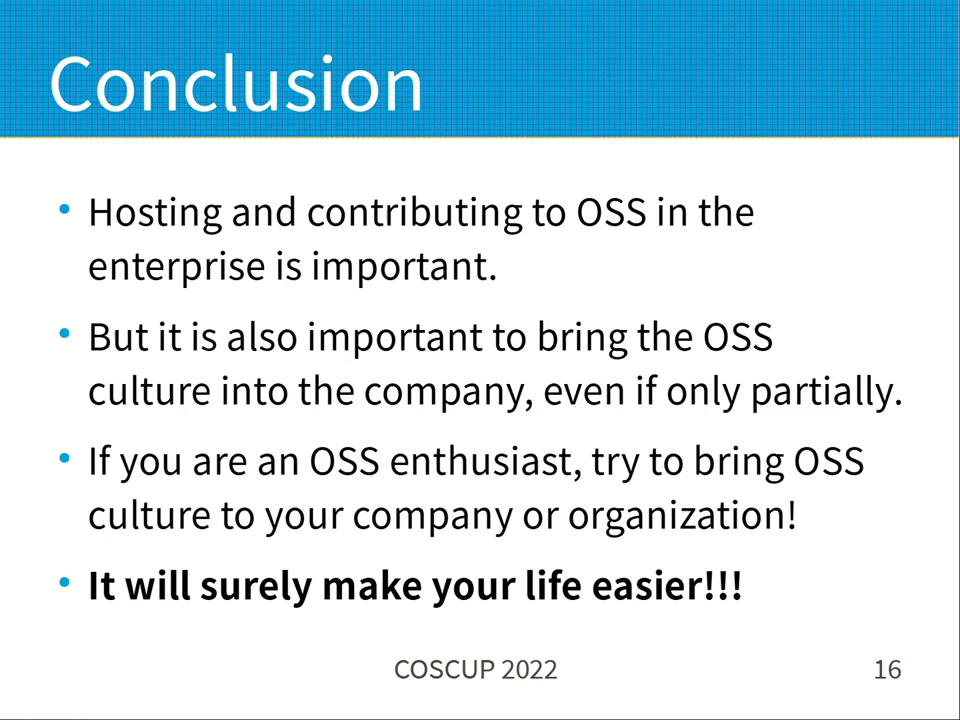 Conclusion
• Hosting and contributing to OSS in the
enterprise is important.
• But it is also important to bring the OSS
culture into the company, even if only partially.
• If you are an OSS enthusiast, try to bring OSS
culture to your company or organization!
• It will surely make your life easier!!!
COSCUP 2022
16